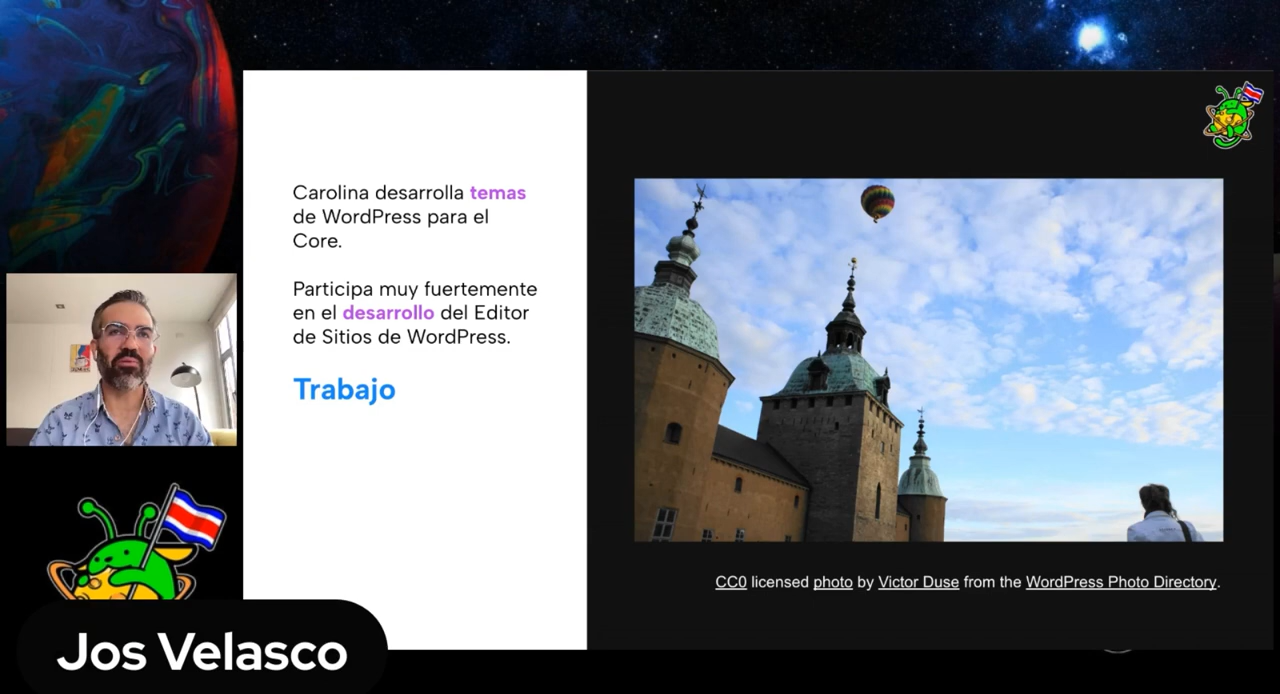 Carolina desarrolla temas
de WordPress para el
Core.
Participa muy fuertemente
en el desarrollo del Editor
de Sitios de WordPress.
Trabajo
CC0 licensed photo by Victor Duse from the WordPress Photo Directory.
Jos Velasco